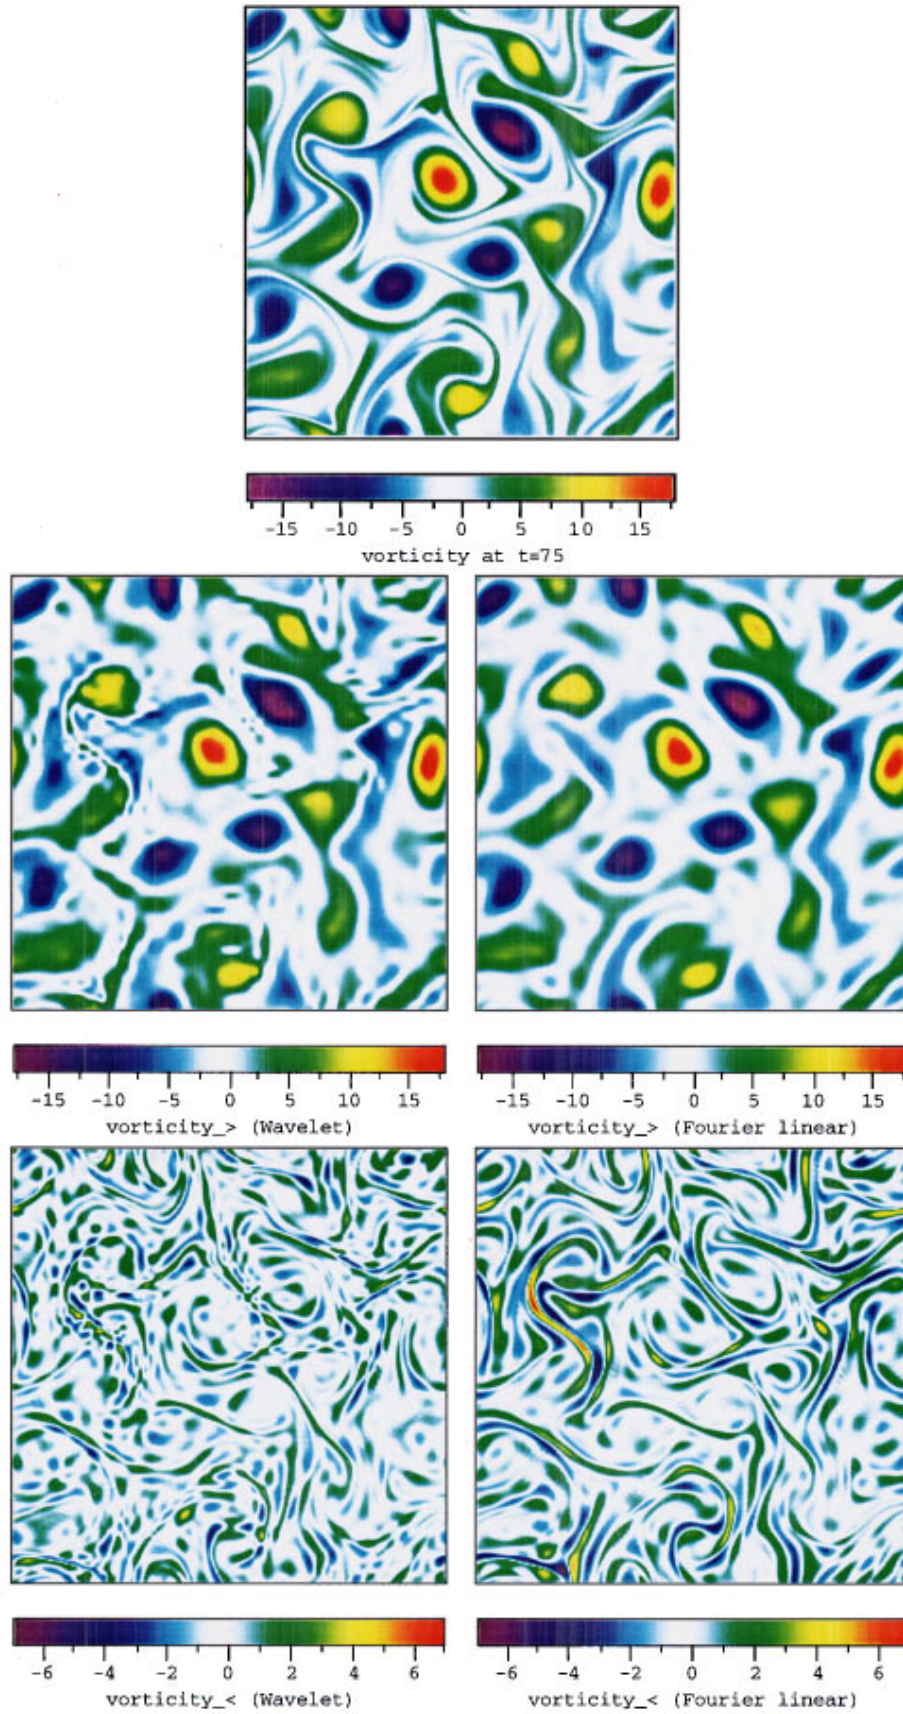 -15 -10 -5 0 5 10 15
vorticity at t=75
-15 -10 -5 0 5 10 15
vorticity_> (Wavelet)
-15 -10 -5 0 5 10 15
vorticity_> (Fourier linear)
-6 -4 -2 0 2 4 6
vorticity_< (Wavelet)
-6 -4 -2 0 2 4 6
vorticity_< (Fourier linear)